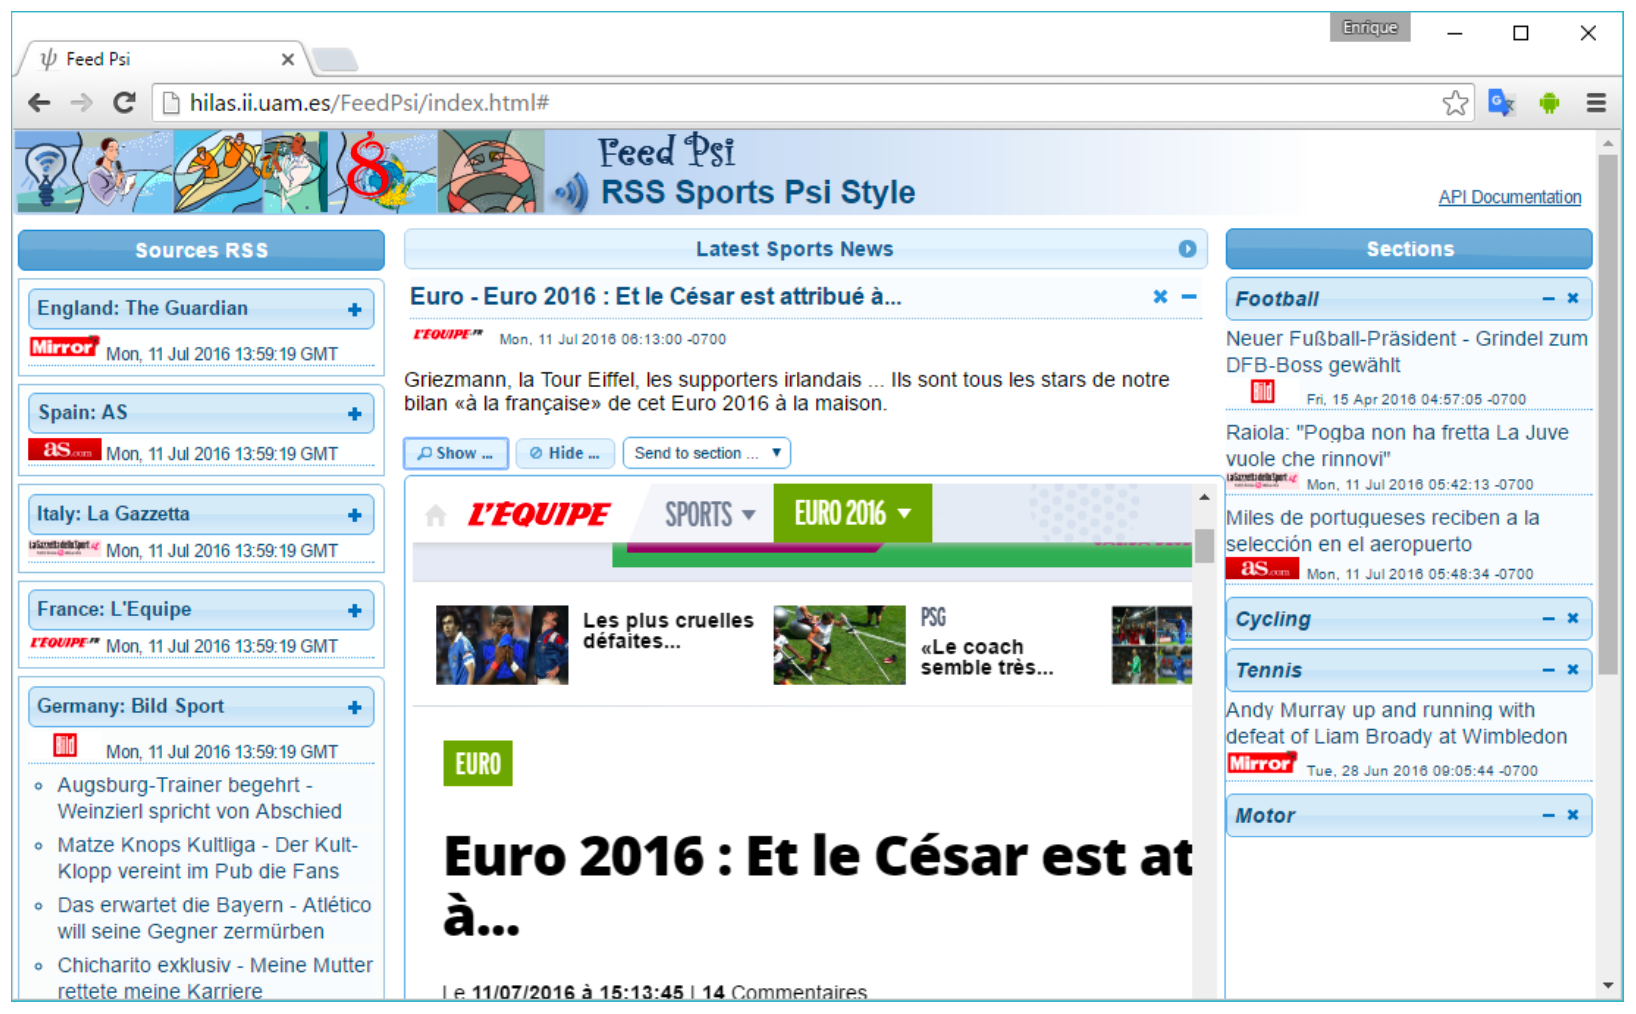 Enrique
Feed Psi
hilas.ii.uam.es/FeedPsi/index.html#
Feed Psi
RSS Sports Psi Style
API Documentation
Sources RSS
England: The Guardian
Mirror
Mon, 11 Jul 2016 13:59:19 GMT
Spain: AS
as.com
Mon, 11 Jul 2016 13:59:19 GMT
Italy: La Gazzetta
LaGazzettadelloSport.it
Mon, 11 Jul 2016 13:59:19 GMT
France: L'Equipe
L'EQUIPE.FR
Mon, 11 Jul 2016 13:59:19 GMT
Germany: Bild Sport
Bild
Mon, 11 Jul 2016 13:59:19 GMT
Augsburg-Trainer begehrt -
Weinzierl spricht von Abschied
Matze Knops Kultliga - Der Kult-
Klopp vereint im Pub die Fans
Das erwartet die Bayern - Atlético
will seine Gegner zermürben
Chicharito exklusiv - Meine Mutter
rettete meine Karriere
Latest Sports News
Euro - Euro 2016 : Et le César est attribué à...
L'EQUIPE.FR
Mon, 11 Jul 2016 06:13:00 -0700
Griezmann, la Tour Eiffel, les supporters irlandais ... Ils sont tous les stars de notre
bilan «à la française» de cet Euro 2016 à la maison.
Show ...
Hide ...
Send to section ...
L'EQUIPE
SPORTS
EURO 2016
Les plus cruelles
défaites...
PSG
«Le coach
semble très...
EURO
Euro 2016 : Et le César est at
à...
Le 11/07/2016 à 15:13:45 | 14 Commentaires
Sections
Football
Neuer Fußball-Präsident - Grindel zum
DFB-Boss gewählt
Bild
Fri, 15 Apr 2016 04:57:05 -0700
Raiola: "Pogba non ha fretta La Juve
vuole che rinnovi"
LaGazzettadelloSport.it
Mon, 11 Jul 2016 05:42:13 -0700
Miles de portugueses reciben a la
selección en el aeropuerto
as.com
Mon, 11 Jul 2016 05:48:34 -0700
Cycling
Tennis
Andy Murray up and running with
defeat of Liam Broady at Wimbledon
Mirror
Tue, 28 Jun 2016 09:05:44 -0700
Motor